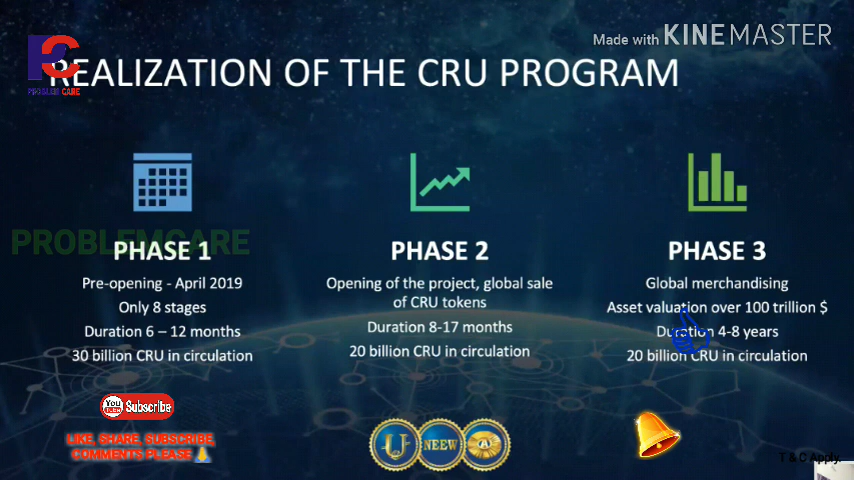 Made with KINEMASTER
REALIZATION OF THE CRU PROGRAM
PROBLEM CARE
PROBLEMCARE
PHASE 1
Pre-opening - April 2019
Only 8 stages
Duration 6 – 12 months
30 billion CRU in circulation
PHASE 2
Opening of the project, global sale
of CRU tokens
Duration 8-17 months
20 billion CRU in circulation
PHASE 3
Global merchandising
Asset valuation over 100 trillion $
Duration 4-8 years
20 billion CRU in circulation
You Subscribe
LIKE, SHARE, SUBSCRIBE,
COMMENTS PLEASE
U NEEW A
T & C Apply.